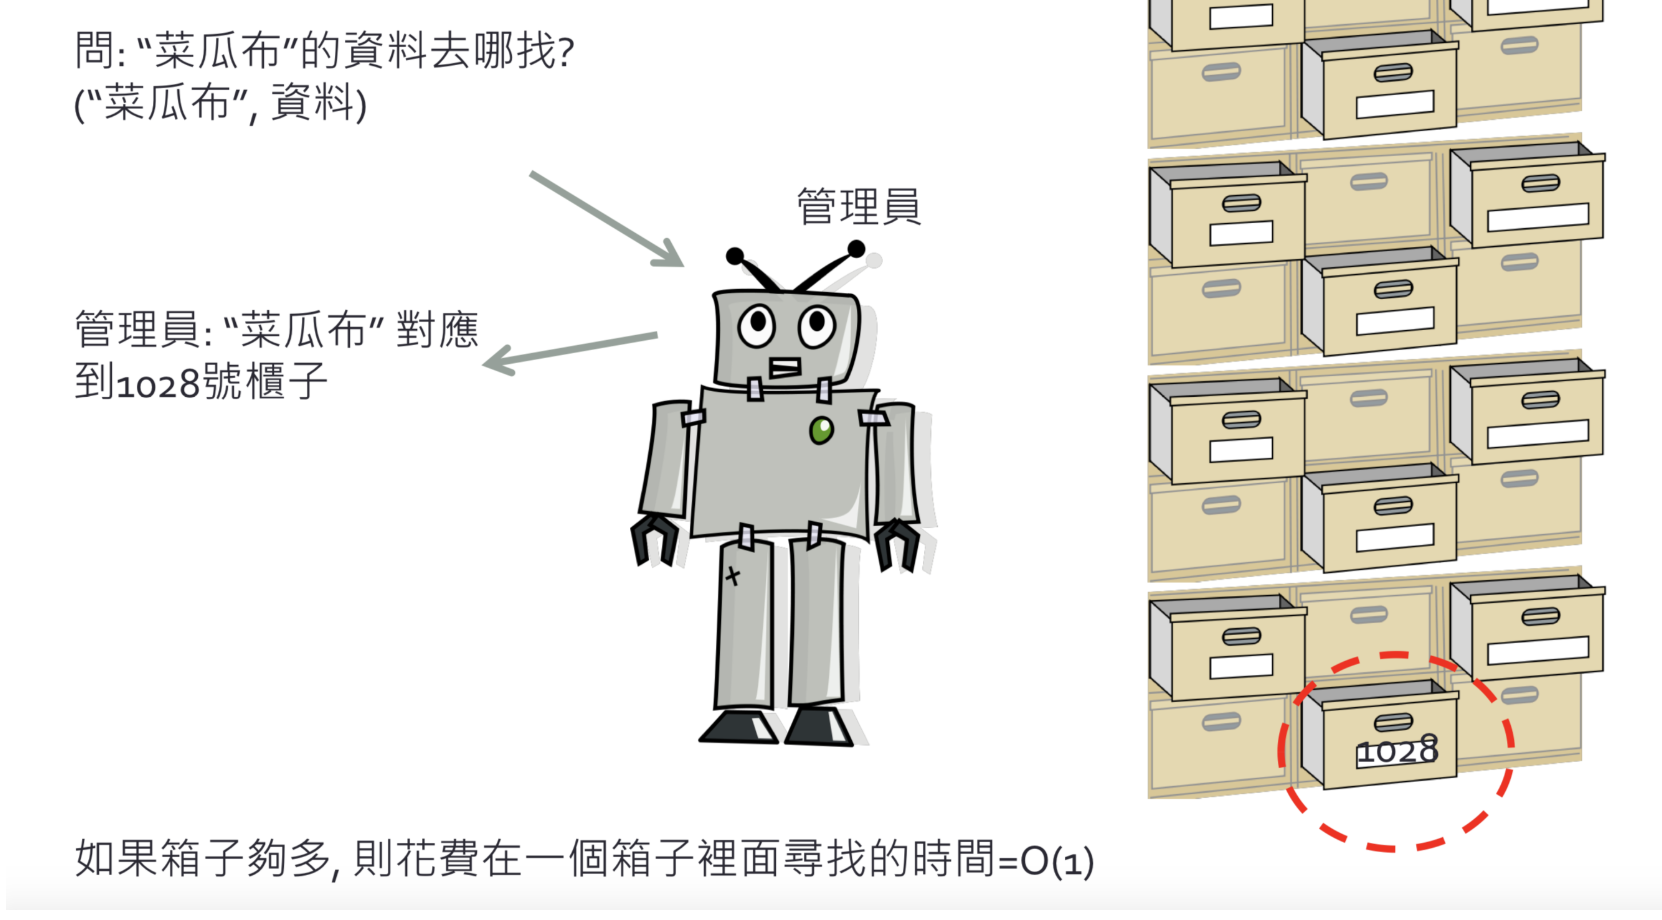 問: “菜瓜布”的資料去哪找?
(“菜瓜布”, 資料)
管理員
管理員: “菜瓜布” 對應
到1028號櫃子
1028
如果箱子夠多, 則花費在一個箱子裡面尋找的時間=O(1)